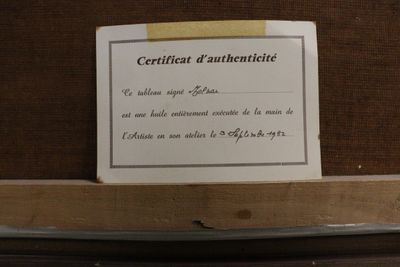 Certificat d'authenticité
Ce tableau signé
est une huile entièrement exécutée de la main de
l'Artiste en son atelier le 3 Septembre 1982